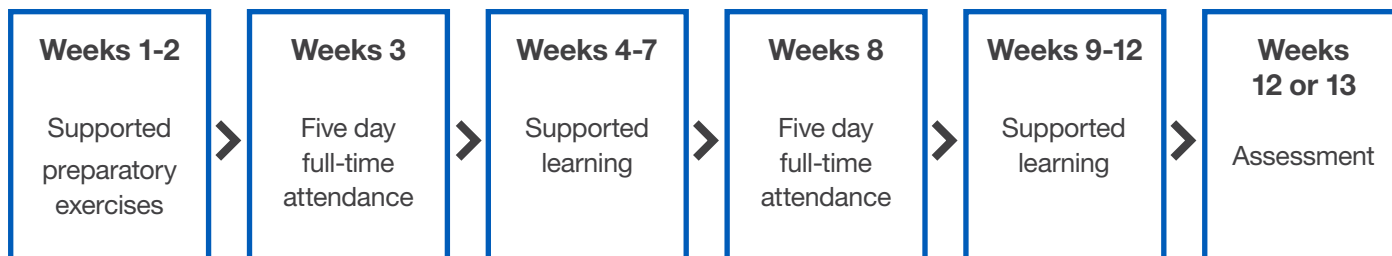 Weeks 1-2
Supported
preparatory
exercises
Weeks 3
Five day
full-time
attendance
Weeks 4-7
Supported
learning
Weeks 8
Five day
full-time
attendance
Weeks 9-12
Supported
learning
Weeks
12 or 13
Assessment